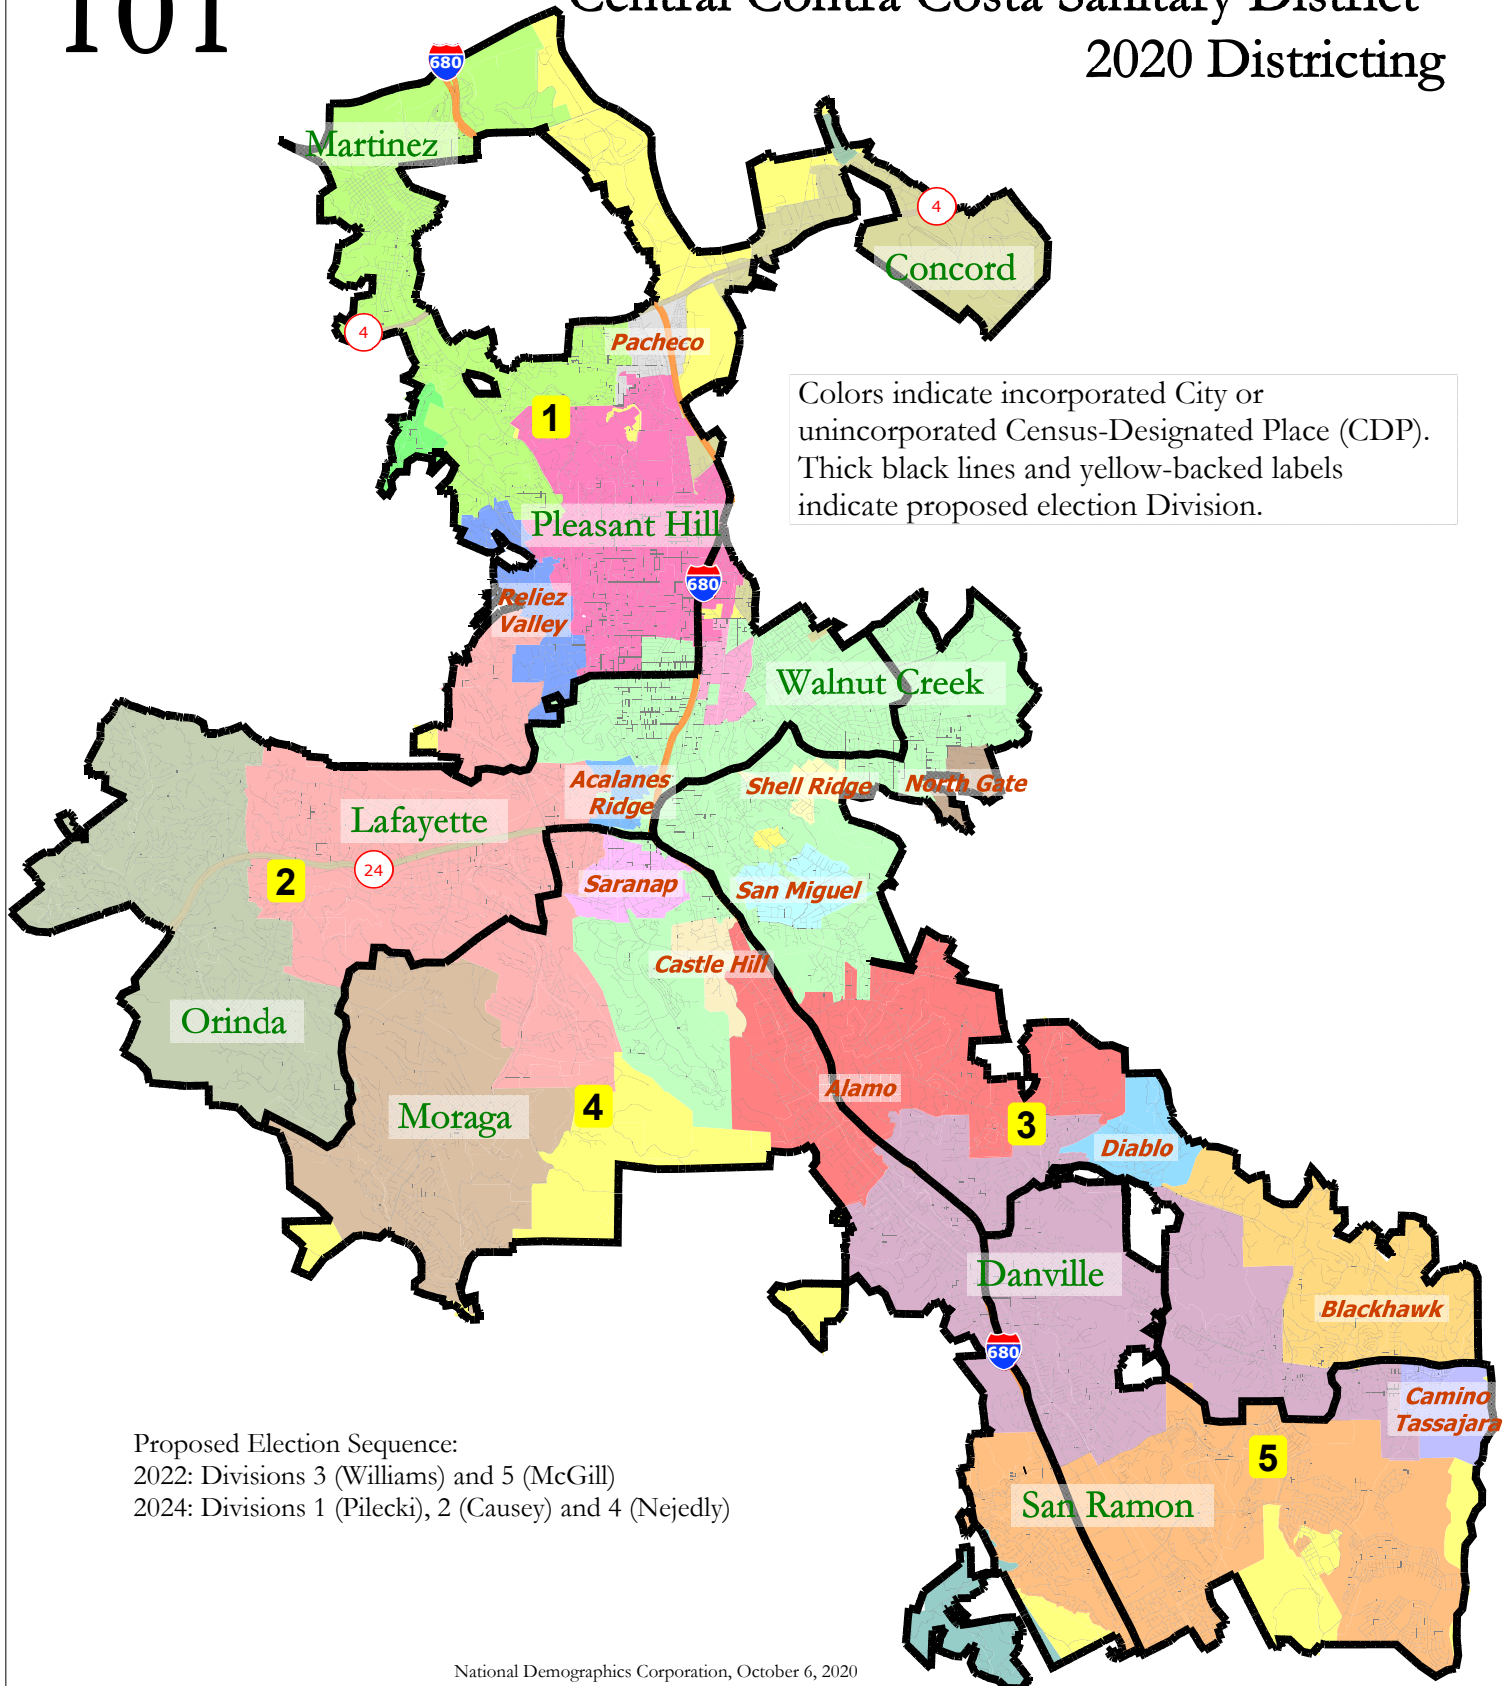 101
Central Contra Costa Sanitary District
2020 Districting
680
Martinez
4
Concord
4
Pacheco
Colors indicate incorporated City or
unincorporated Census-Designated Place (CDP).
Thick black lines and yellow-backed labels
indicate proposed election Division.
1
Pleasant Hill
680
Reliez
Valley
Walnut Creek
Acalanes
Ridge
Shell Ridge
North Gate
Lafayette
24
2
Saranap
San Miguel
Castle Hill
Orinda
Alamo
Moraga
4
3
Diablo
Danville
Blackhawk
680
Camino
Tassajara
Proposed Election Sequence:
2022: Divisions 3 (Williams) and 5 (McGill)
2024: Divisions 1 (Pilecki), 2 (Causey) and 4 (Nejedly)
5
San Ramon
National Demographics Corporation, October 6, 2020